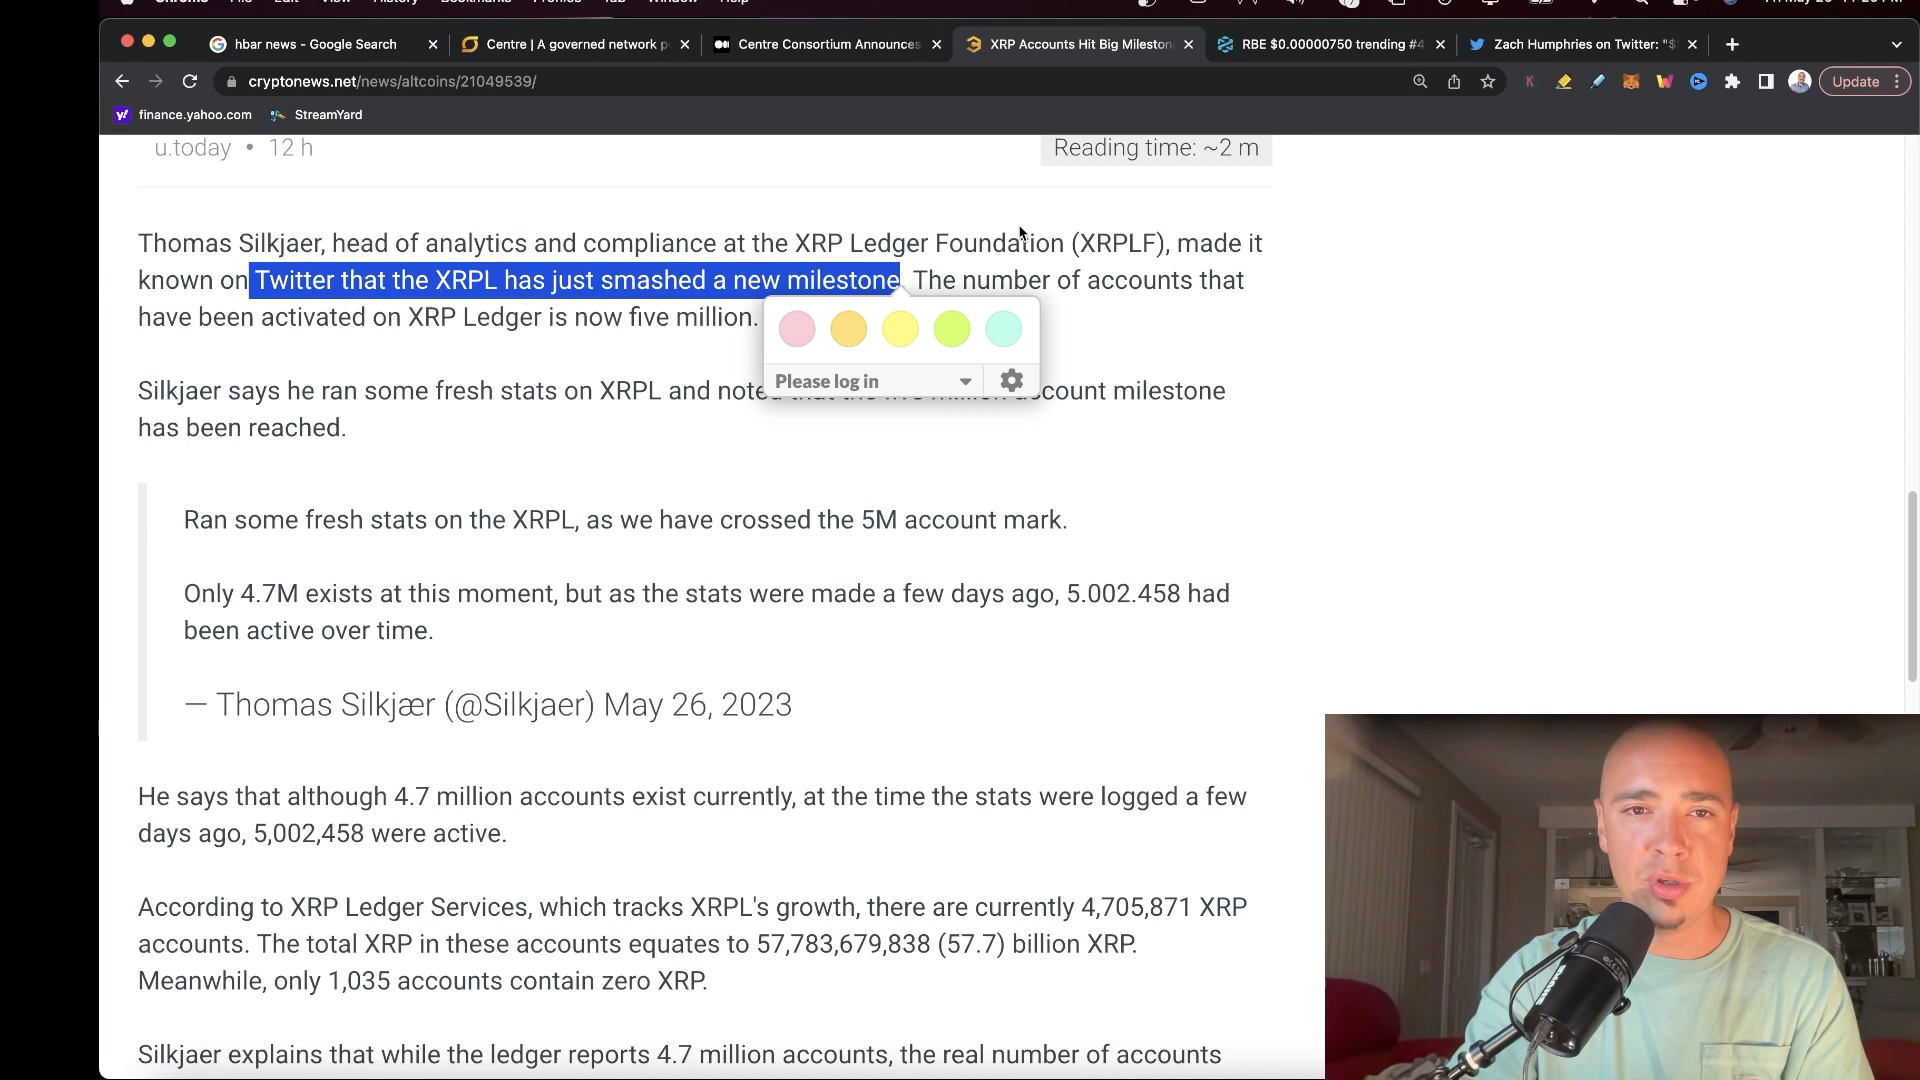 hbar news - Google Search
Centre | A governed network p
Centre Consortium Announces
XRP Accounts Hit Big Mileston
RBE $0.00000750 trending #4
Zach Humphries on Twitter: "$
cryptonews.net/news/altcoins/21049539/
Update
finance.yahoo.com
StreamYard
u.today • 12 h
Reading time: ~2 m
Thomas Silkjaer, head of analytics and compliance at the XRP Ledger Foundation (XRPLF), made it
known on Twitter that the XRPL has just smashed a new milestone. The number of accounts that
have been activated on XRP Ledger is now five million.
Please log in
Silkjaer says he ran some fresh stats on XRPL and noted account milestone
has been reached.
Ran some fresh stats on the XRPL, as we have crossed the 5M account mark.
Only 4.7M exists at this moment, but as the stats were made a few days ago, 5.002.458 had
been active over time.
— Thomas Silkjær (@Silkjaer) May 26, 2023
He says that although 4.7 million accounts exist currently, at the time the stats were logged a few
days ago, 5,002,458 were active.
According to XRP Ledger Services, which tracks XRPL's growth, there are currently 4,705,871 XRP
accounts. The total XRP in these accounts equates to 57,783,679,838 (57.7) billion XRP.
Meanwhile, only 1,035 accounts contain zero XRP.
Silkjaer explains that while the ledger reports 4.7 million accounts, the real number of accounts